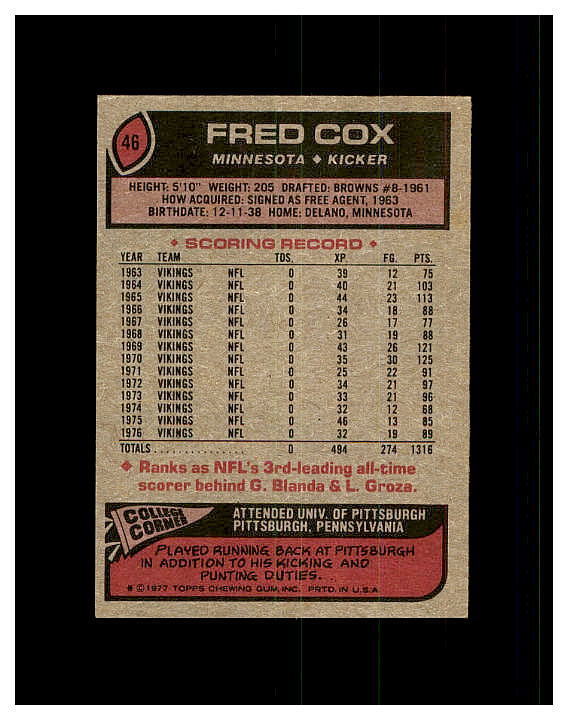 46
FRED COX
MINNESOTA ◆ KICKER
HEIGHT: 5'10" WEIGHT: 205 DRAFTED: BROWNS #8-1961
HOW ACQUIRED: SIGNED AS FREE AGENT, 1963
BIRTHDATE: 12-11-38 HOME: DELANO, MINNESOTA
◆ SCORING RECORD ◆
YEAR TEAM TDS. XP. FG. PTS.
1963 VIKINGS NFL 0 39 12 75
1964 VIKINGS NFL 0 40 21 103
1965 VIKINGS NFL 0 44 23 113
1966 VIKINGS NFL 0 34 18 88
1967 VIKINGS NFL 0 26 17 77
1968 VIKINGS NFL 0 31 19 88
1969 VIKINGS NFL 0 43 26 121
1970 VIKINGS NFL 0 35 30 125
1971 VIKINGS NFL 0 25 22 91
1972 VIKINGS NFL 0 34 21 97
1973 VIKINGS NFL 0 33 21 96
1974 VIKINGS NFL 0 32 12 68
1975 VIKINGS NFL 0 46 13 85
1976 VIKINGS NFL 0 32 19 89
TOTALS.............. 0 494 274 1316
◆ Ranks as NFL's 3rd-leading all-time
scorer behind G. Blanda & L. Groza.
COLLEGE
CORNER
ATTENDED UNIV. OF PITTSBURGH
PITTSBURGH, PENNSYLVANIA
PLAYED RUNNING BACK AT PITTSBURGH
IN ADDITION TO HIS KICKING AND
PUNTING DUTIES...
* © 1977 TOPPS CHEWING GUM, INC. PRTD. IN U.S.A